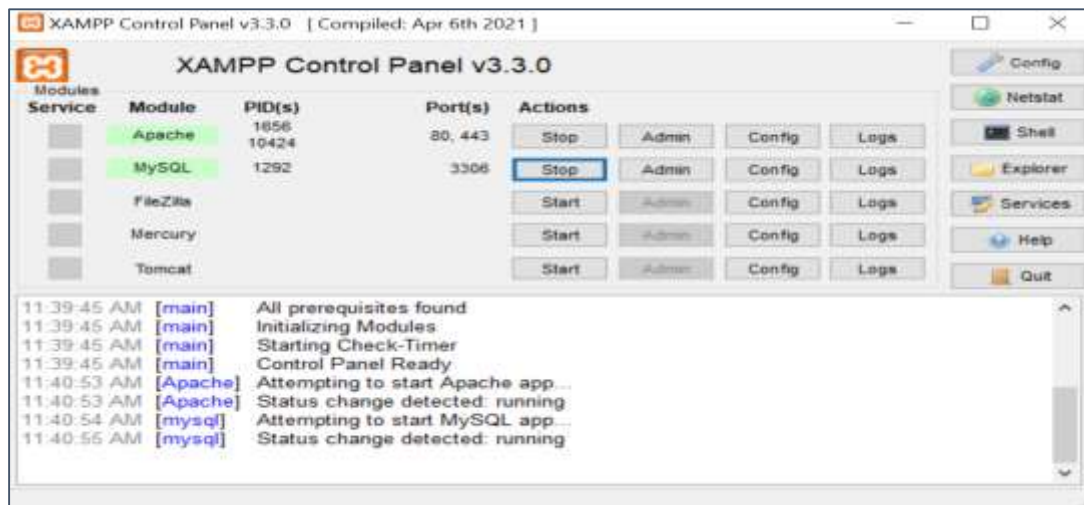 XAMPP Control Panel v3.3.0 [ Compiled: Apr 6th 2021 ]
XAMPP Control Panel v3.3.0
Config
Modules
Service Module PID(s) Port(s) Actions
Netstat
Apache 1656 10424 80, 443 Stop Admin Config Logs
Shell
MySQL 1292 3306 Stop Admin Config Logs
Explorer
FileZilla Start Admin Config Logs
Services
Mercury Start Admin Config Logs
Help
Tomcat Start Admin Config Logs
Quit
11:39:45 AM [main] All prerequisites found
11:39:45 AM [main] Initializing Modules
11:39:45 AM [main] Starting Check-Timer
11:39:45 AM [main] Control Panel Ready
11:40:53 AM [Apache] Attempting to start Apache app...
11:40:53 AM [Apache] Status change detected: running
11:40:54 AM [mysql] Attempting to start MySQL app...
11:40:55 AM [mysql] Status change detected: running